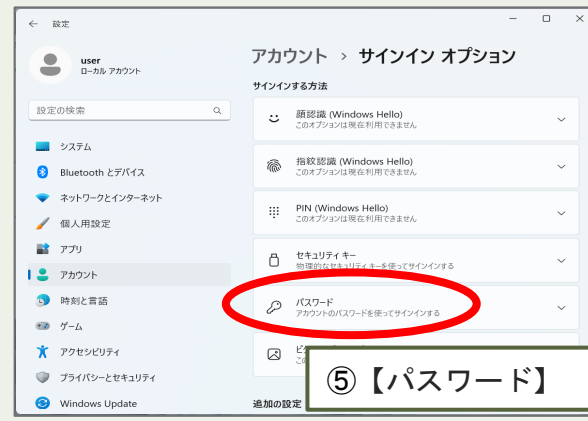 設定
user
ローカル アカウント
設定の検索
システム
Bluetooth とデバイス
ネットワークとインターネット
個人用設定
アプリ
アカウント
時刻と言語
ゲーム
アクセシビリティ
プライバシーとセキュリティ
Windows Update
アカウント › サインイン オプション
サインインする方法
顔認識 (Windows Hello)
このオプションは現在利用できません
指紋認識 (Windows Hello)
このオプションは現在利用できません
PIN (Windows Hello)
このオプションは現在利用できません
セキュリティ キー
物理的なセキュリティ キーを使ってサインインする
パスワード
アカウントのパスワードを使ってサインインする
追加の設定
⑤【パスワード】